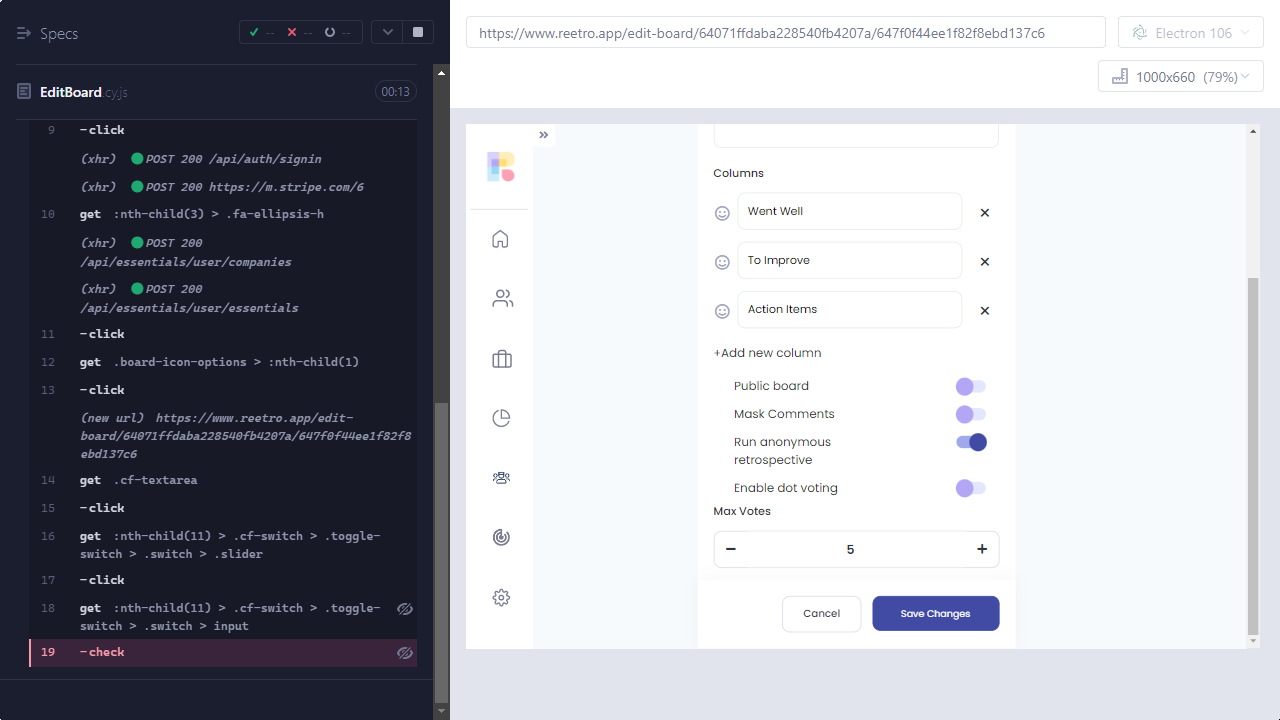 Specs
-- -- --
EditBoard.cy.js
00:13
9 -click
(xhr) POST 200 /api/auth/signin
(xhr) POST 200 https://m.stripe.com/6
10 get :nth-child(3) > .fa-ellipsis-h
(xhr) POST 200
/api/essentials/user/companies
(xhr) POST 200
/api/essentials/user/essentials
11 -click
12 get .board-icon-options > :nth-child(1)
13 -click
(new url) https://www.reetro.app/edit-
board/64071ffdaba228540fb4207a/647f0f44ee1f82f8
ebd137c6
14 get .cf-textarea
15 -click
16 get :nth-child(11) > .cf-switch > .toggle-
switch > .switch > .slider
17 -click
18 get :nth-child(11) > .cf-switch > .toggle-
switch > .switch > input
19 -check
https://www.reetro.app/edit-board/64071ffdaba228540fb4207a/647f0f44ee1f82f8ebd137c6
Electron 106
1000x660 (79%)
Columns
Went Well
To Improve
Action Items
+Add new column
Public board
Mask Comments
Run anonymous
retrospective
Enable dot voting
Max Votes
− 5 +
Cancel
Save Changes